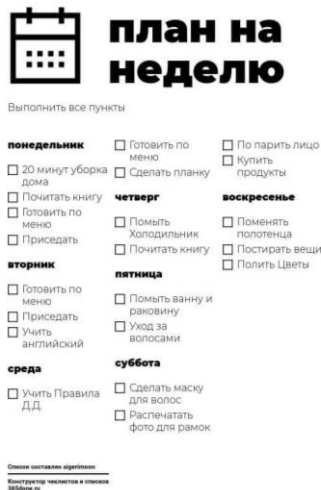 план на
неделю
Выполнить все пункты
понедельник
20 минут уборка
дома
Почитать книгу
Готовить по
меню
Приседать
вторник
Готовить по
меню
Приседать
Учить
английский
среда
Учить Правила
Д.Д.
Готовить по
меню
Сделать планку
четверг
Помыть
Холодильник
Почитать книгу
пятница
Помыть ванну и
раковину
Уход за
волосами
суббота
Сделать маску
для волос
Распечатать
фото для рамок
По парить лицо
Купить
продукты
воскресенье
Поменять
полотенца
Постирать вещи
Полить Цветы
Список составлен aigerimoon
Конструктор чеклистов и списков
365done.ru